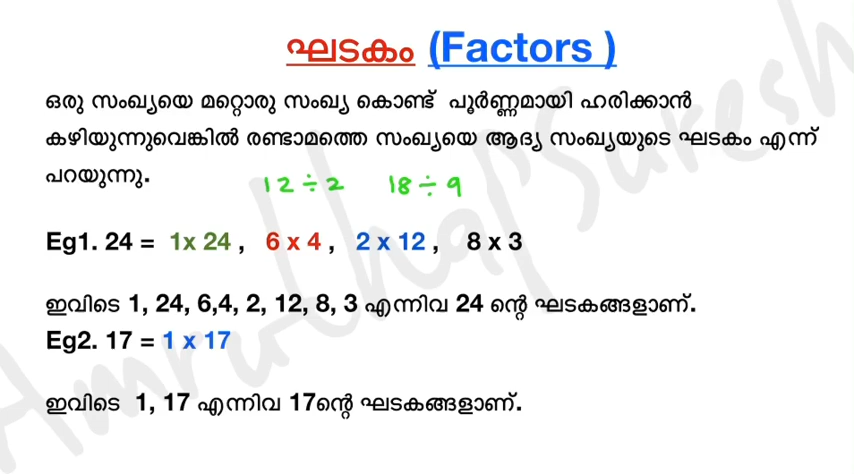 ഘടകം (Factors )
ഒരു സംഖ്യയെ മറ്റൊരു സംഖ്യ കൊണ്ട് പൂർണ്ണമായി ഹരിക്കാൻ
കഴിയുന്നുവെങ്കിൽ രണ്ടാമത്തെ സംഖ്യയെ ആദ്യ സംഖ്യയുടെ ഘടകം എന്ന്
പറയുന്നു.
12 ÷ 2 18 ÷ 9
Eg1. 24 = 1x 24 , 6 x 4 , 2 x 12 , 8 x 3
ഇവിടെ 1, 24, 6,4, 2, 12, 8, 3 എന്നിവ 24 ന്റെ ഘടകങ്ങളാണ്.
Eg2. 17 = 1 x 17
ഇവിടെ 1, 17 എന്നിവ 17ന്റെ ഘടകങ്ങളാണ്.
Amruthap Suresh